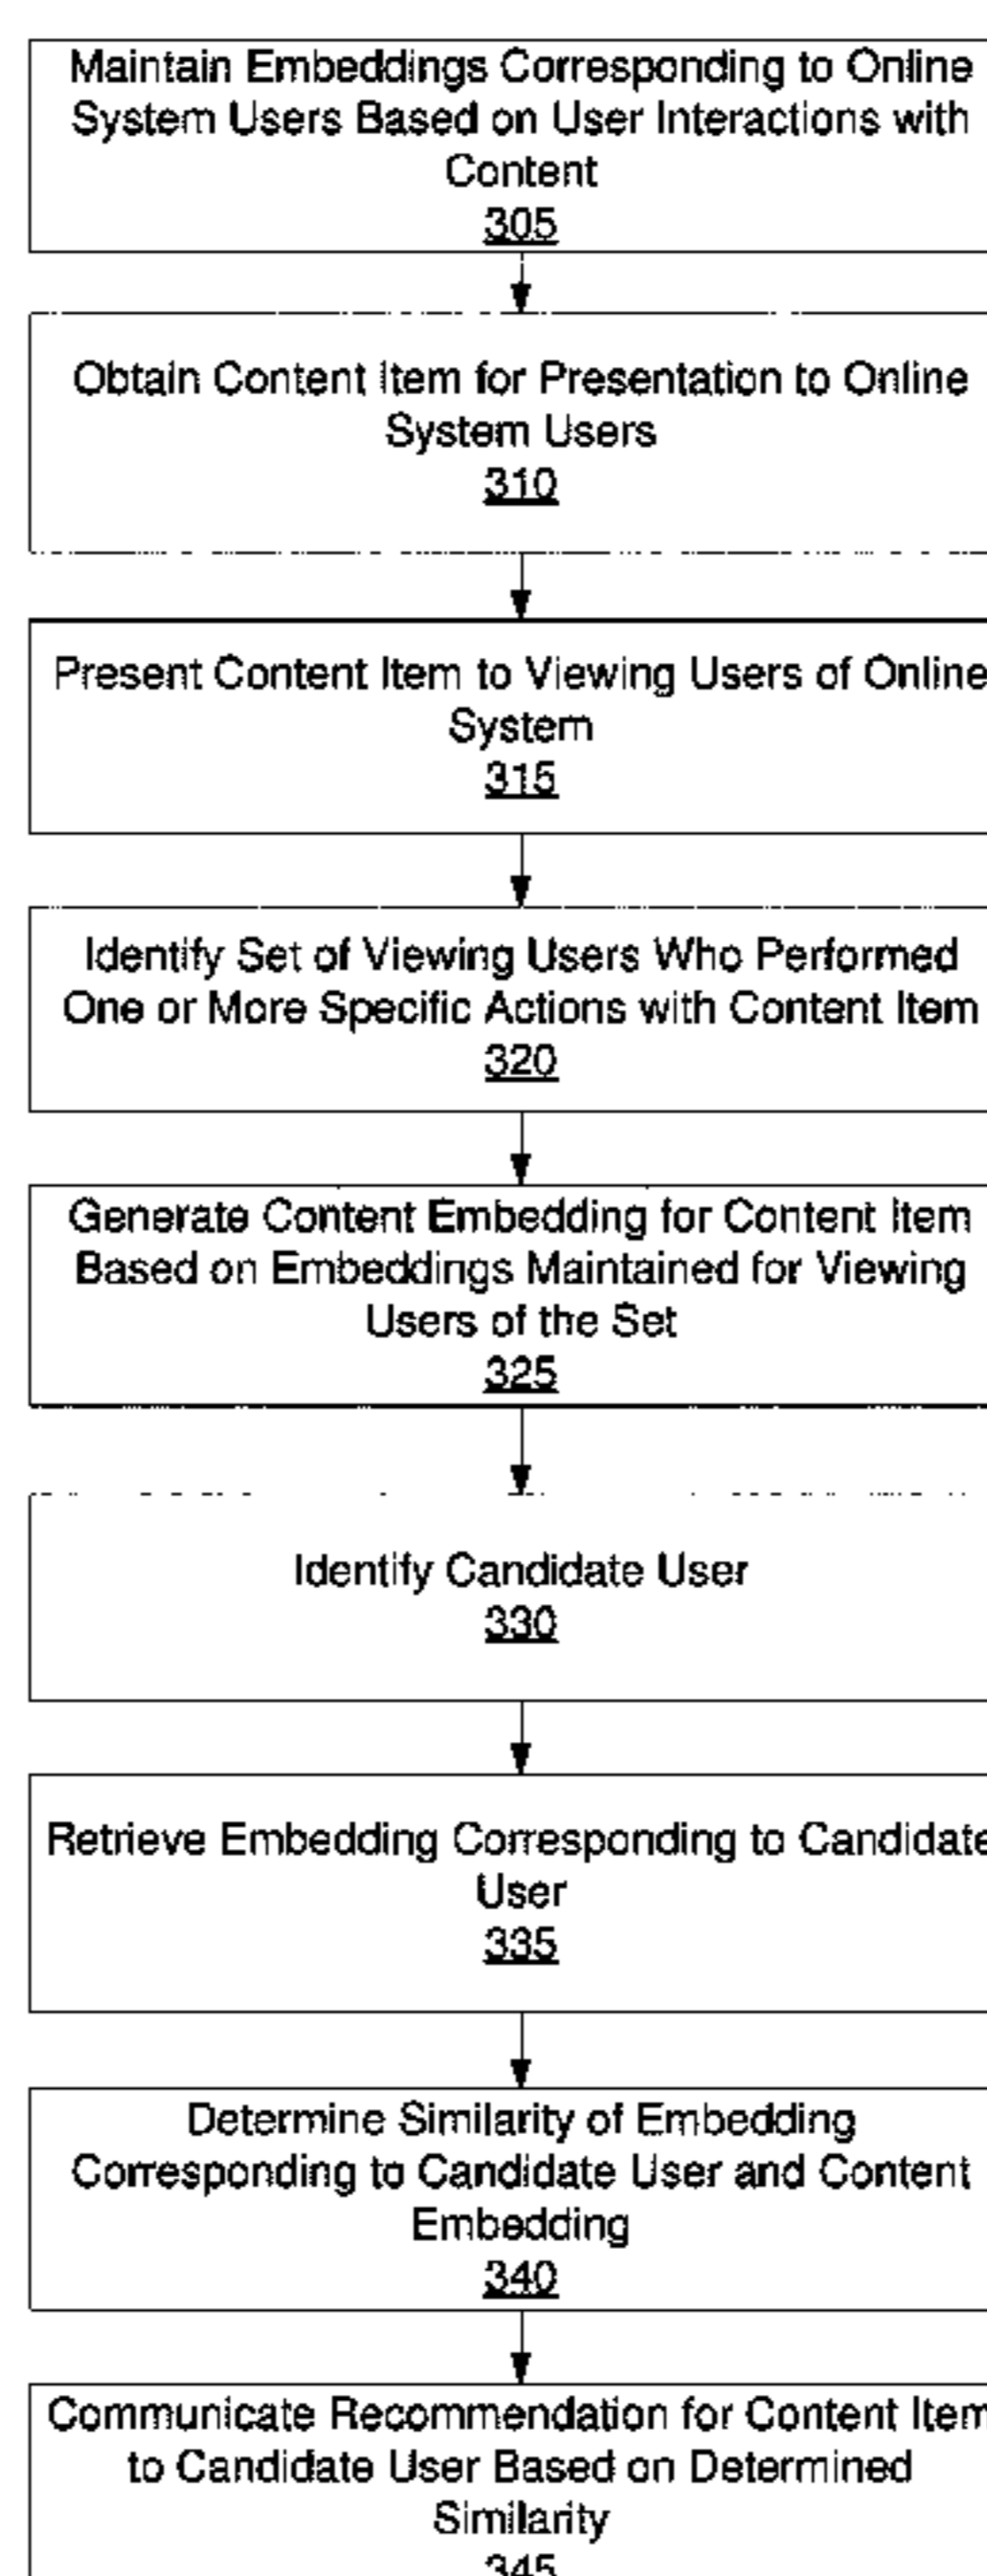 Maintain Embeddings Corresponding to Online
System Users Based on User Interactions with
Content
305
Obtain Content Item for Presentation to Online
System Users
310
Present Content Item to Viewing Users of Online
System
315
Identify Set of Viewing Users Who Performed
One or More Specific Actions with Content Item
320
Generate Content Embedding for Content Item
Based on Embeddings Maintained for Viewing
Users of the Set
325
Identify Candidate User
330
Retrieve Embedding Corresponding to Candidate
User
335
Determine Similarity of Embedding
Corresponding to Candidate User and Content
Embedding
340
Communicate Recommendation for Content Item
to Candidate User Based on Determined
Similarity
345